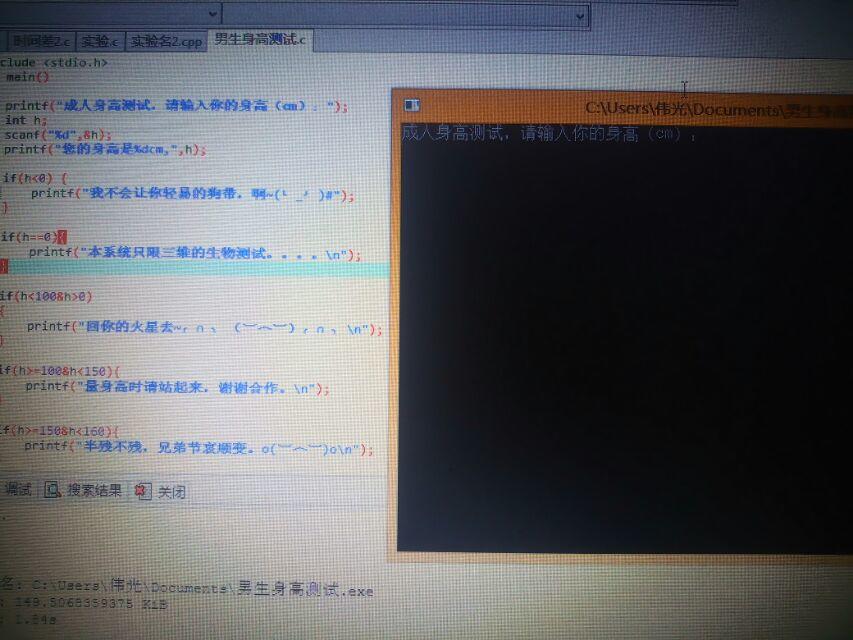 时间差2.c 实验.c 实验名2.cpp 男生身高测试.c
clude <stdio.h>
main()
printf("成人身高测试，请输入你的身高（cm）：");
int h;
scanf("%d",&h);
printf("您的身高是%dcm,",h);
if(h<0) {
printf("我不会让你轻易的狗带，啊~(╰_╯)#");
}
if(h==0){
printf("本系统只限三维的生物测试。。。。\n");
}
if(h<100&h>0)
{
printf("回你的火星去~╭∩╮（︶︿︶）╭∩╮\n");
}
if(h>=100&h<150){
printf("量身高时请站起来，谢谢合作。\n");
if(h>=150&h<160){
printf("半残不残，兄弟节哀顺变。o(︶︿︶)o\n");
调试 搜索结果 关闭
名: C:\Users\伟光\Documents\男生身高测试.exe
: 149.5068359375 KiB
: 1.84s
C:\Users\伟光\Documents\男生身高
成人身高测试，请输入你的身高（cm）：